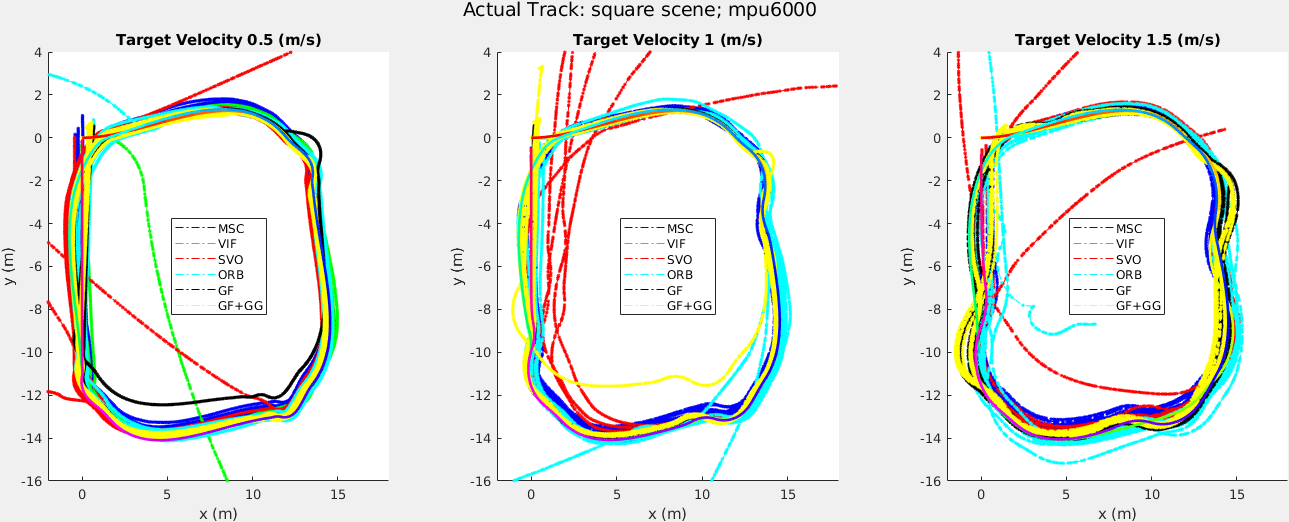 Actual Track: square scene; mpu6000
Target Velocity 0.5 (m/s)
4
2
0
-2
-4
-6
-8
-10
-12
-14
-16
y (m)
MSC
VIF
SVO
ORB
GF
GF+GG
0
5
10
15
x (m)
Target Velocity 1 (m/s)
4
2
0
-2
-4
-6
-8
-10
-12
-14
-16
y (m)
MSC
VIF
SVO
ORB
GF
GF+GG
0
5
10
15
x (m)
Target Velocity 1.5 (m/s)
4
2
0
-2
-4
-6
-8
-10
-12
-14
-16
y (m)
MSC
VIF
SVO
ORB
GF
GF+GG
0
5
10
15
x (m)